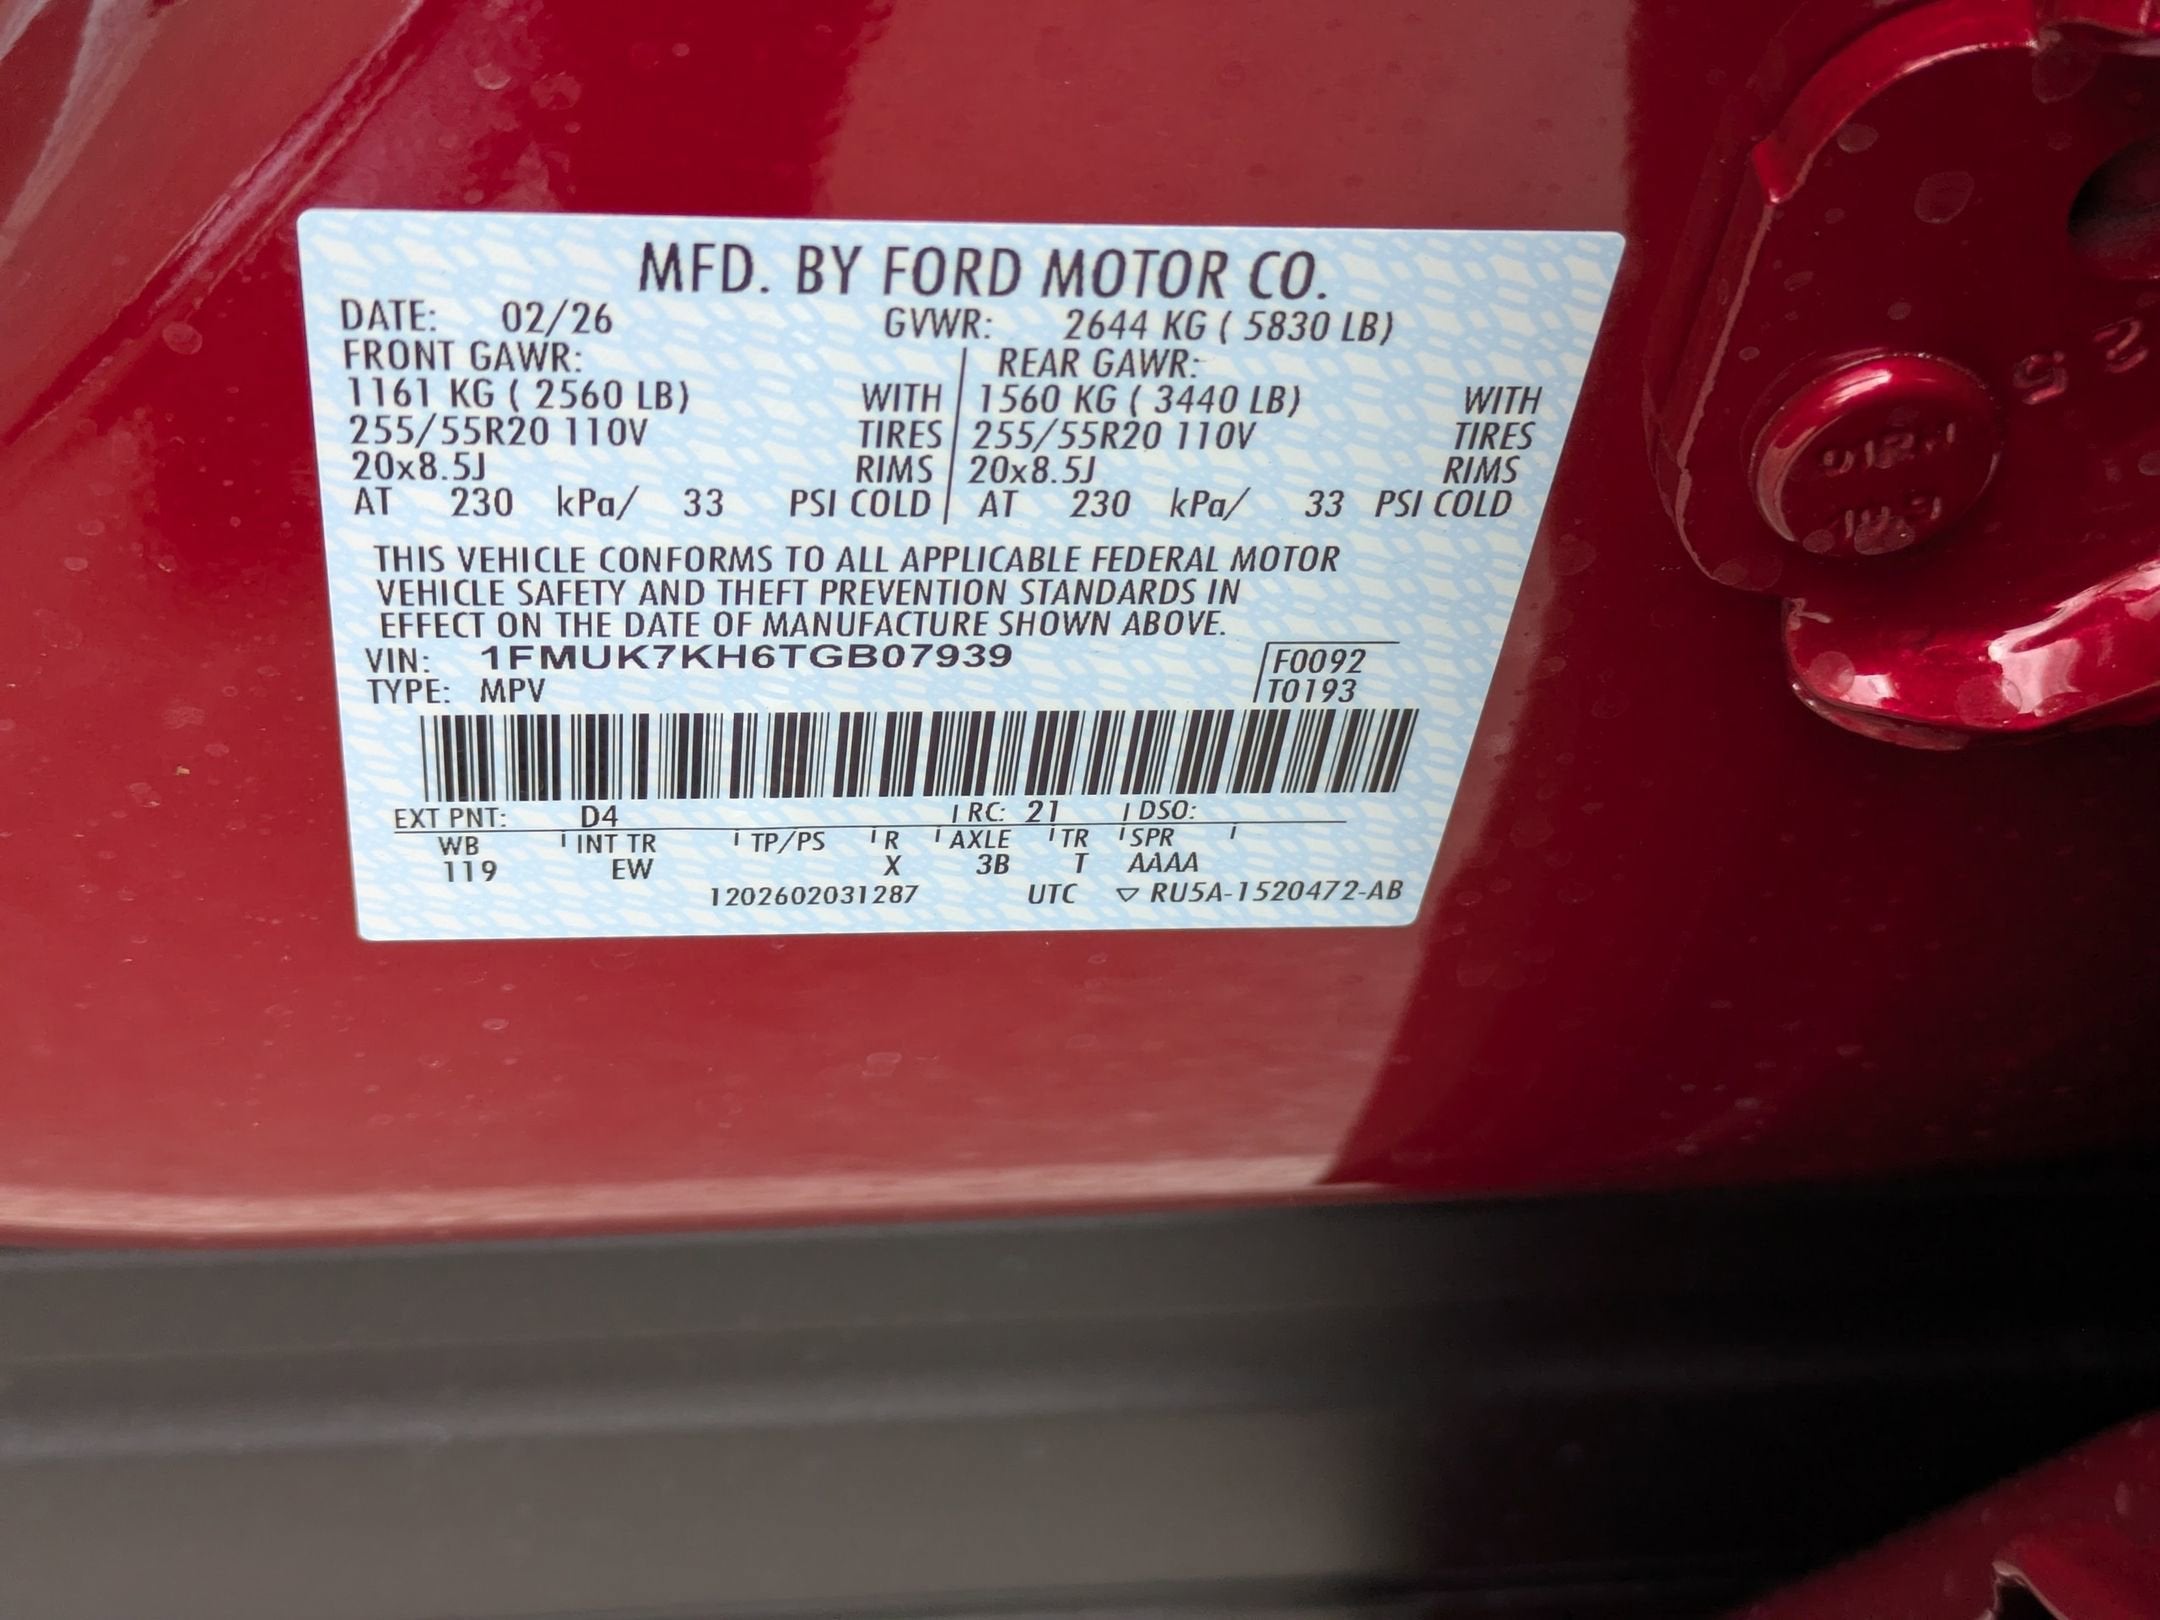 MFD. BY FORD MOTOR CO.
DATE: 02/26 GVWR: 2644 KG ( 5830 LB)
FRONT GAWR: REAR GAWR:
1161 KG ( 2560 LB) WITH 1560 KG ( 3440 LB) WITH
255/55R20 110V TIRES 255/55R20 110V TIRES
20x8.5J RIMS 20x8.5J RIMS
AT 230 kPa/ 33 PSI COLD AT 230 kPa/ 33 PSI COLD
THIS VEHICLE CONFORMS TO ALL APPLICABLE FEDERAL MOTOR
VEHICLE SAFETY AND THEFT PREVENTION STANDARDS IN
EFFECT ON THE DATE OF MANUFACTURE SHOWN ABOVE.
VIN: 1FMUK7KH6TGB07939 F0092
TYPE: MPV T0193
EXT PNT: D4 RC: 21 DSO:
WB INT TR TP/PS R AXLE TR SPR
119 EW X 3B T AAAA
1202602031287 UTC ▽ RU5A-1520472-AB